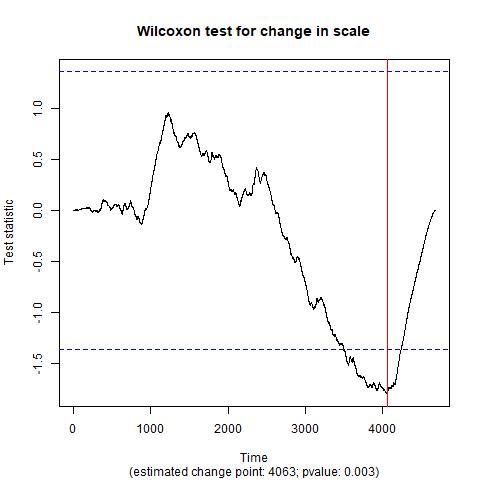 Wilcoxon test for change in scale
Test statistic
1.0
0.5
0.0
-0.5
-1.0
-1.5
0 1000 2000 3000 4000
Time
(estimated change point: 4063; pvalue: 0.003)